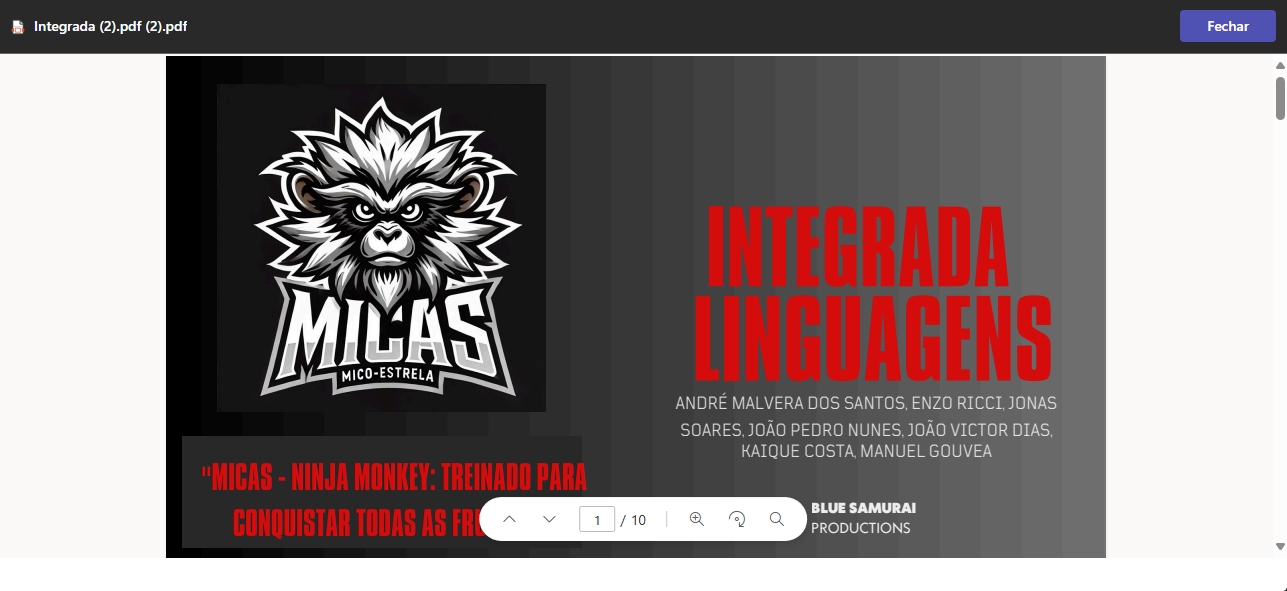 Integrada (2).pdf (2).pdf
Fechar
MICAS
MICO-ESTRELA
INTEGRADA
LINGUAGENS
ANDRÉ MALVERA DOS SANTOS, ENZO RICCI, JONAS
SOARES, JOÃO PEDRO NUNES, JOÃO VICTOR DIAS,
KAIQUE COSTA, MANUEL GOUVEA
"MICAS - NINJA MONKEY: TREINADO PARA
CONQUISTAR TODAS AS
BLUE SAMURAI
PRODUCTIONS
1 / 10